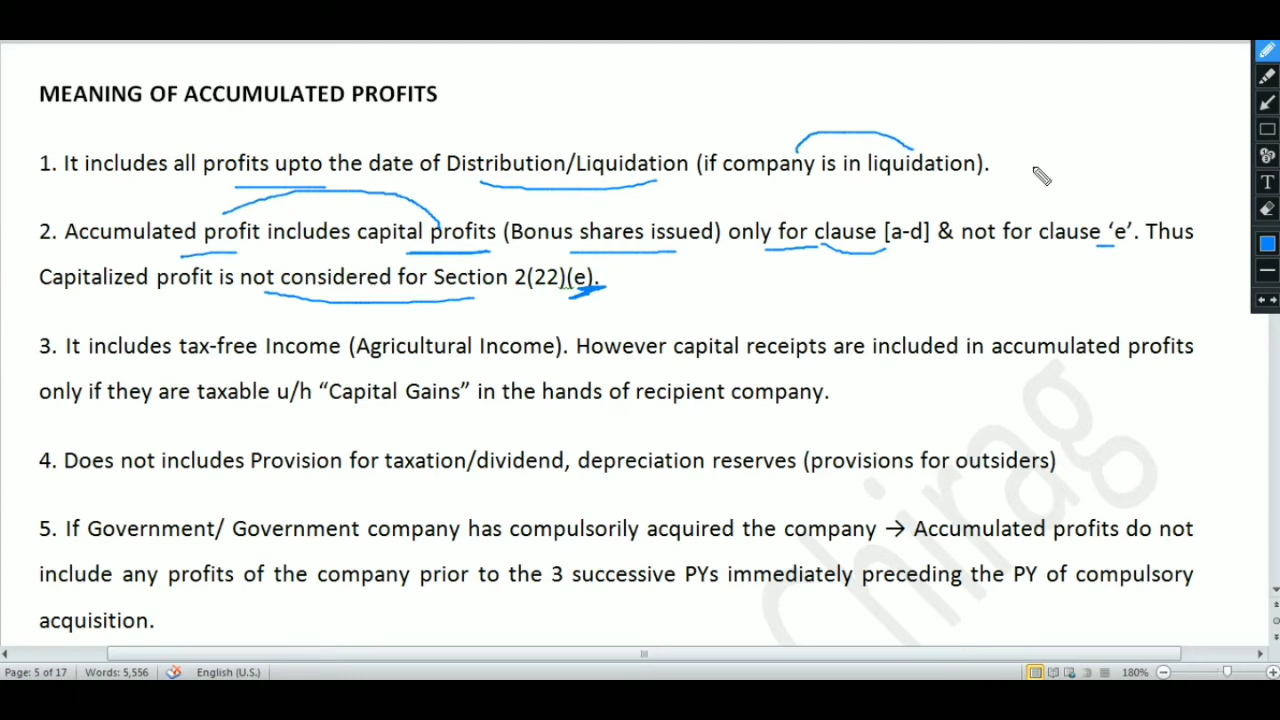 MEANING OF ACCUMULATED PROFITS
1. It includes all profits upto the date of Distribution/Liquidation (if company is in liquidation).
2. Accumulated profit includes capital profits (Bonus shares issued) only for clause [a-d] & not for clause ‘e’. Thus
Capitalized profit is not considered for Section 2(22)(e).
3. It includes tax-free Income (Agricultural Income). However capital receipts are included in accumulated profits
only if they are taxable u/h “Capital Gains” in the hands of recipient company.
4. Does not includes Provision for taxation/dividend, depreciation reserves (provisions for outsiders)
5. If Government/ Government company has compulsorily acquired the company → Accumulated profits do not
include any profits of the company prior to the 3 successive PYs immediately preceding the PY of compulsory
acquisition.
Chirag
Page: 5 of 17 Words: 5,556 English (U.S.) 180%